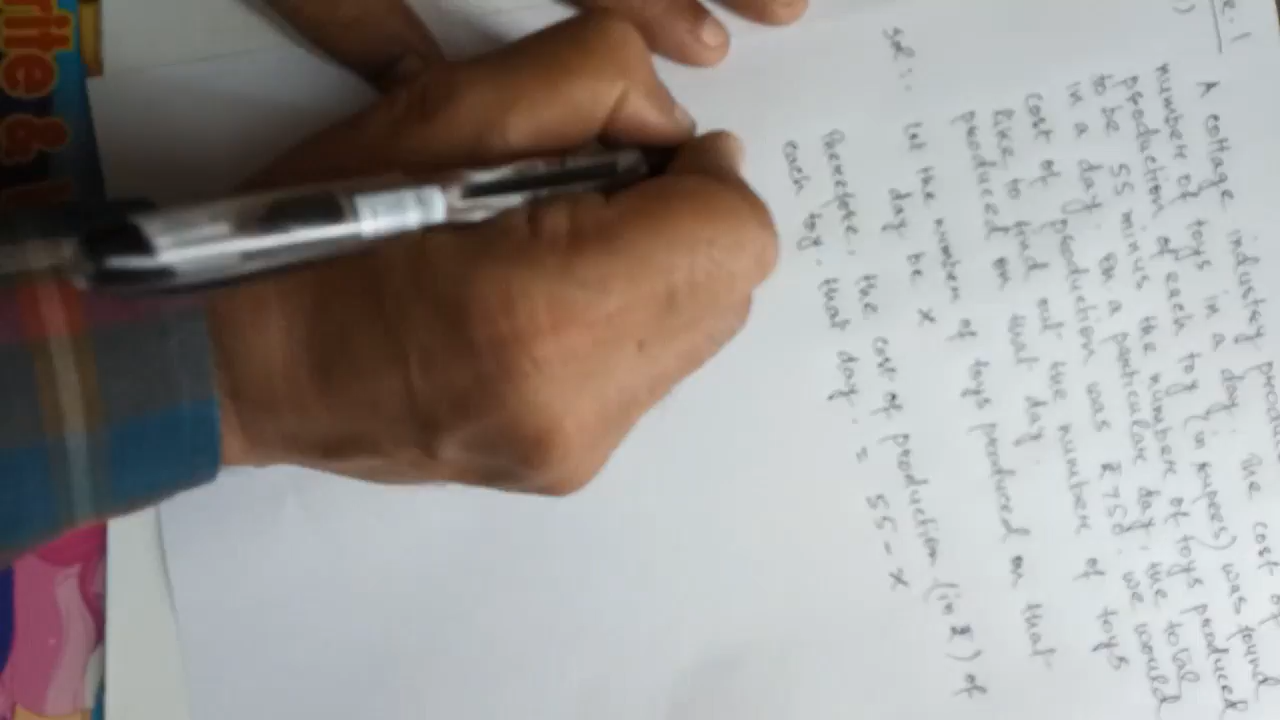 e. 1
)
A cottage industry produ
number of toys in a day. The cost of
production of each toy (in rupees) was found
to be 55 minus the number of toys produced
in a day. on a particular day, the total
cost of production was ₹750. we would
like to find out the number of toys
produced on that day.
sol:. let the number of toys produced on that
day be x
Therefore, the cost of production (in ₹) of
each toy. that day. = 55 - x
rite &